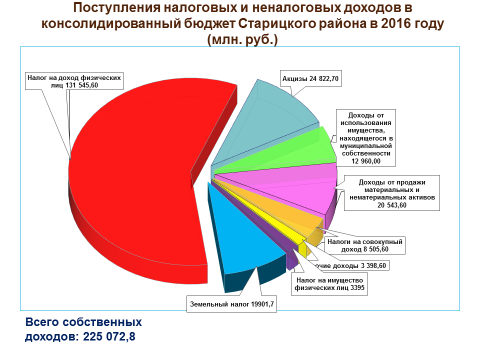 Поступления налоговых и неналоговых доходов в
консолидированный бюджет Старицкого района в 2016 году
(млн. руб.)
Налог на доход физических
лиц 131 545,60
Акцизы 24 822,70
Доходы от
использования
имущества,
находящегося в
муниципальной
собственности
12 960,00
Доходы от продажи
материальных и
нематериальных активов
20 543,60
Налоги на совокупный
доход 8 505,60
доходы 3 398,60
Налог на имущество
физических лиц 3395
Земельный налог 19901,7
Всего собственных
доходов: 225 072,8